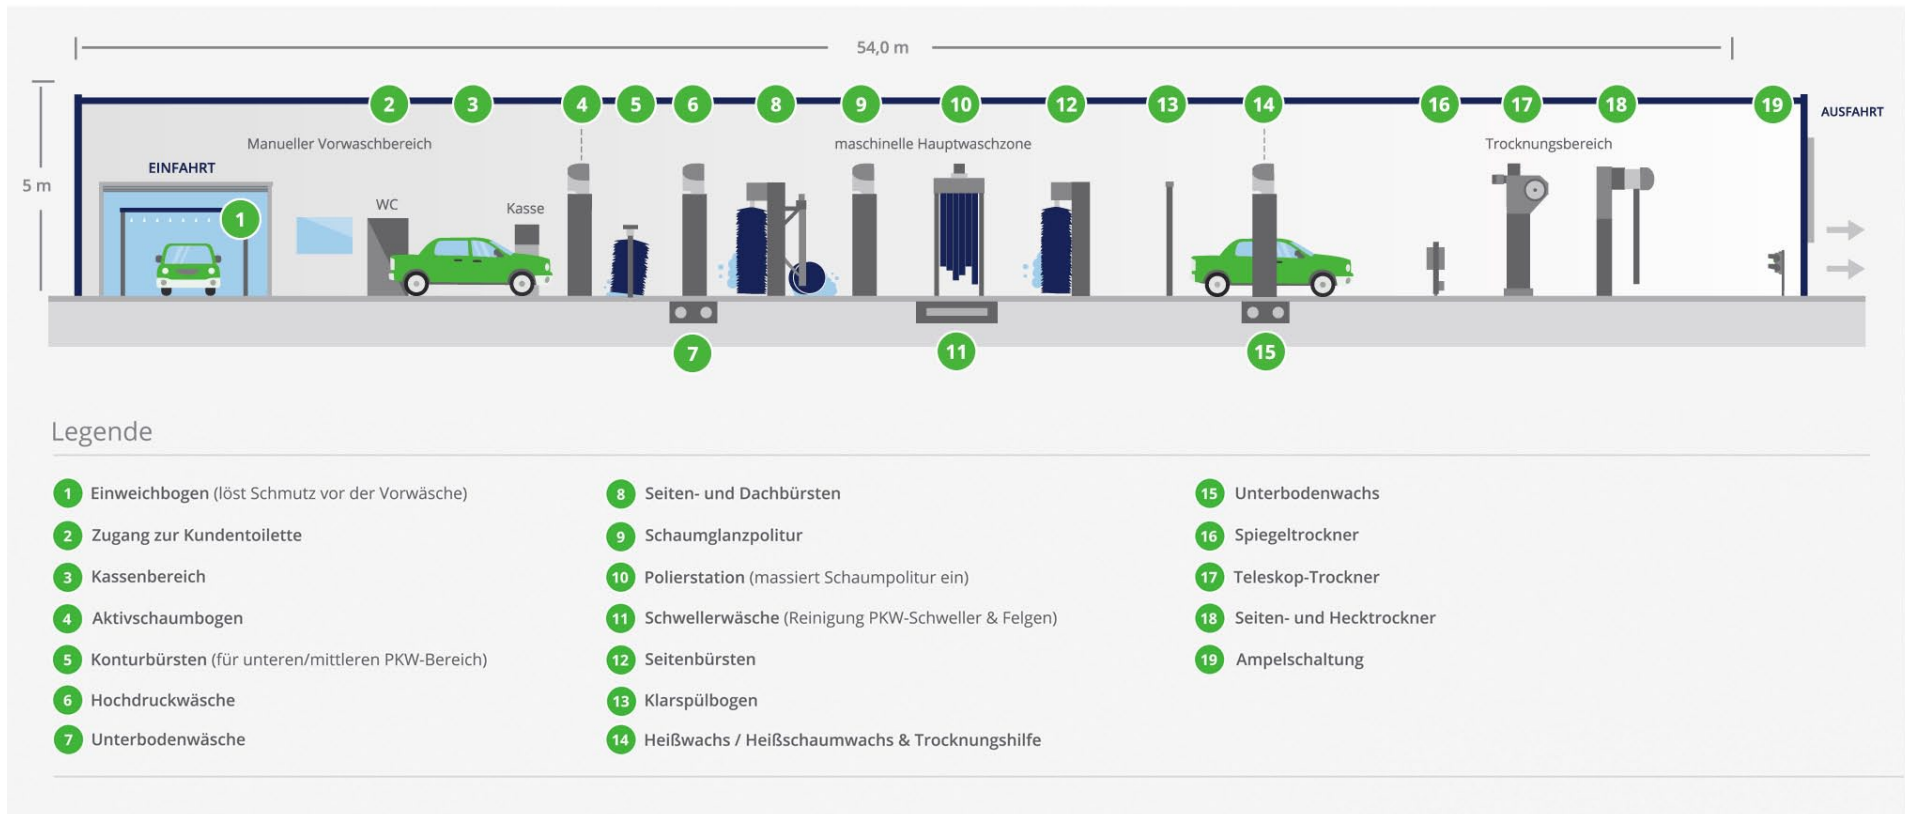 54,0 m
2 3 4 5 6 8 9 10 12 13 14 16 17 18 19
AUSFAHRT
Manueller Vorwaschbereich
maschinelle Hauptwaschzone
Trocknungsbereich
EINFAHRT
5 m
WC
Kasse
1
7 11 15
Legende
1 Einweichbogen (löst Schmutz vor der Vorwäsche)
2 Zugang zur Kundentoilette
3 Kassenbereich
4 Aktivschaumbogen
5 Konturbürsten (für unteren/mittleren PKW-Bereich)
6 Hochdruckwäsche
7 Unterbodenwäsche
8 Seiten- und Dachbürsten
9 Schaumglanzpolitur
10 Polierstation (massiert Schaumpolitur ein)
11 Schwellerwäsche (Reinigung PKW-Schweller & Felgen)
12 Seitenbürsten
13 Klarspülbogen
14 Heißwachs / Heißschaumwachs & Trocknungshilfe
15 Unterbodenwachs
16 Spiegeltrockner
17 Teleskop-Trockner
18 Seiten- und Hecktrockner
19 Ampelschaltung